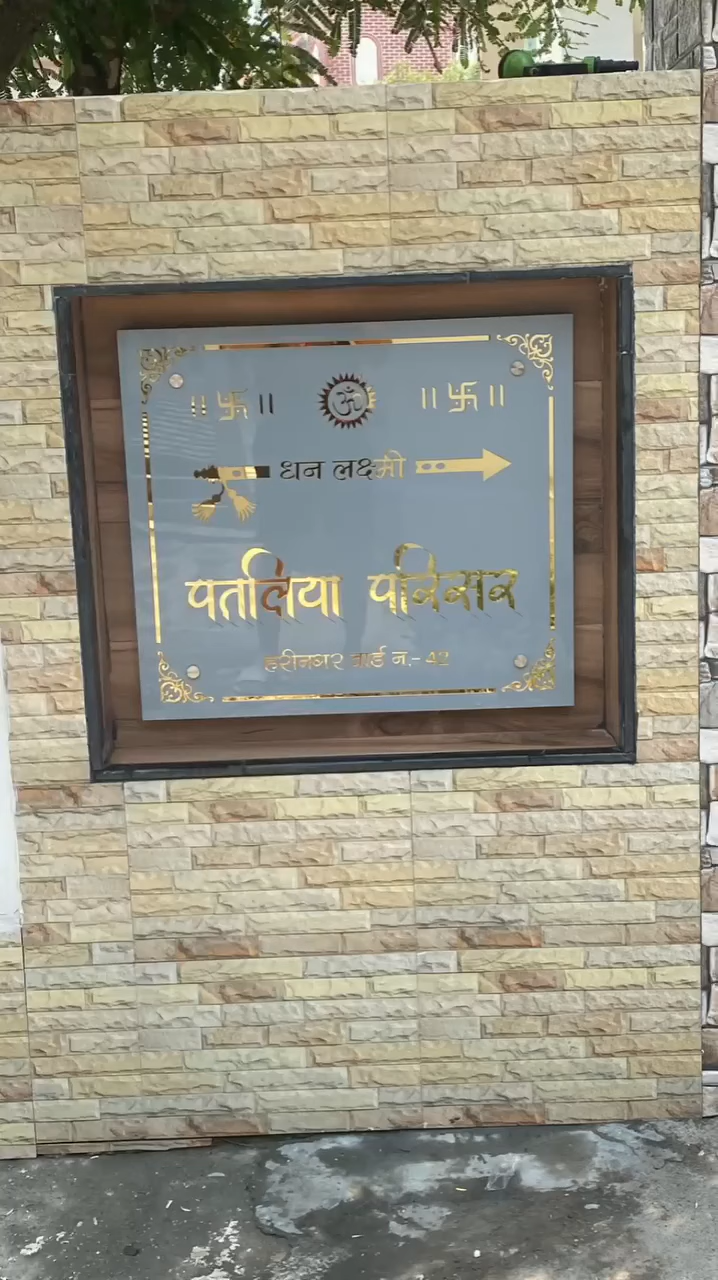 ॥ 卐 ॥ ॐ ॥ 卐 ॥
धन लक्ष्मी
पतलिया परिसर
हरीनगर वार्ड न.- 42